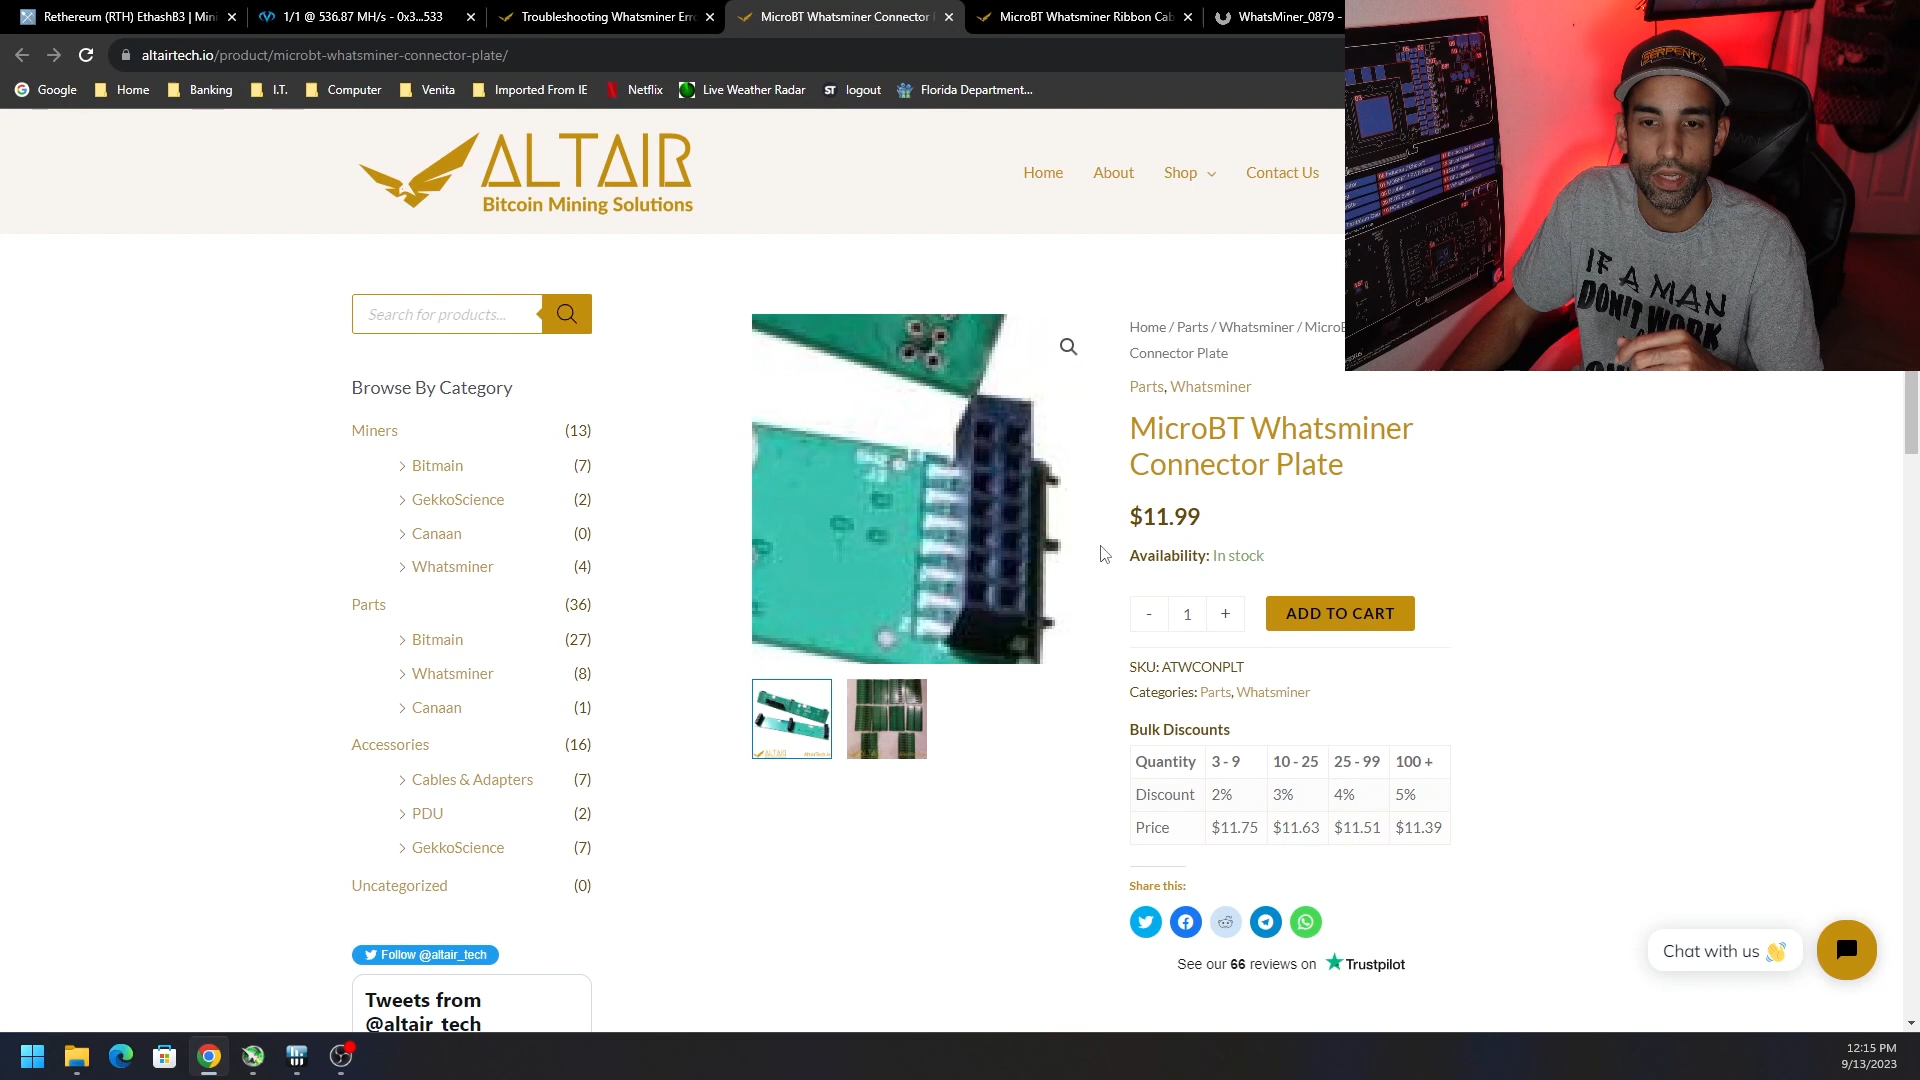 Rethereum (RTH) EthashB3 | Mini
1/1 @ 536.87 MH/s - 0x3...533
Troubleshooting Whatsminer Erro
MicroBT Whatsminer Connector
MicroBT Whatsminer Ribbon Cab
WhatsMiner_0879 -
altairtech.io/product/microbt-whatsminer-connector-plate/
Google
Home
Banking
I.T.
Computer
Venita
Imported From IE
Netflix
Live Weather Radar
ST logout
Florida Department...
ALTAIR
Bitcoin Mining Solutions
Home
About
Shop
Contact Us
SERPENT
IF A MAN
DON'T WORK
Search for products...
Browse By Category
Miners (13)
Bitmain (7)
GekkoScience (2)
Canaan (0)
Whatsminer (4)
Parts (36)
Bitmain (27)
Whatsminer (8)
Canaan (1)
Accessories (16)
Cables & Adapters (7)
PDU (2)
GekkoScience (7)
Uncategorized (0)
Follow @altair_tech
Tweets from
@altair_tech
Home / Parts / Whatsminer / MicroB
Connector Plate
Parts, Whatsminer
MicroBT Whatsminer
Connector Plate
$11.99
Availability: In stock
- 1 +
ADD TO CART
SKU: ATWCONPLT
Categories: Parts, Whatsminer
Bulk Discounts
Quantity 3 - 9 10 - 25 25 - 99 100 +
Discount 2% 3% 4% 5%
Price $11.75 $11.63 $11.51 $11.39
Share this:
See our 66 reviews on Trustpilot
Chat with us 👋
12:15 PM
9/13/2023